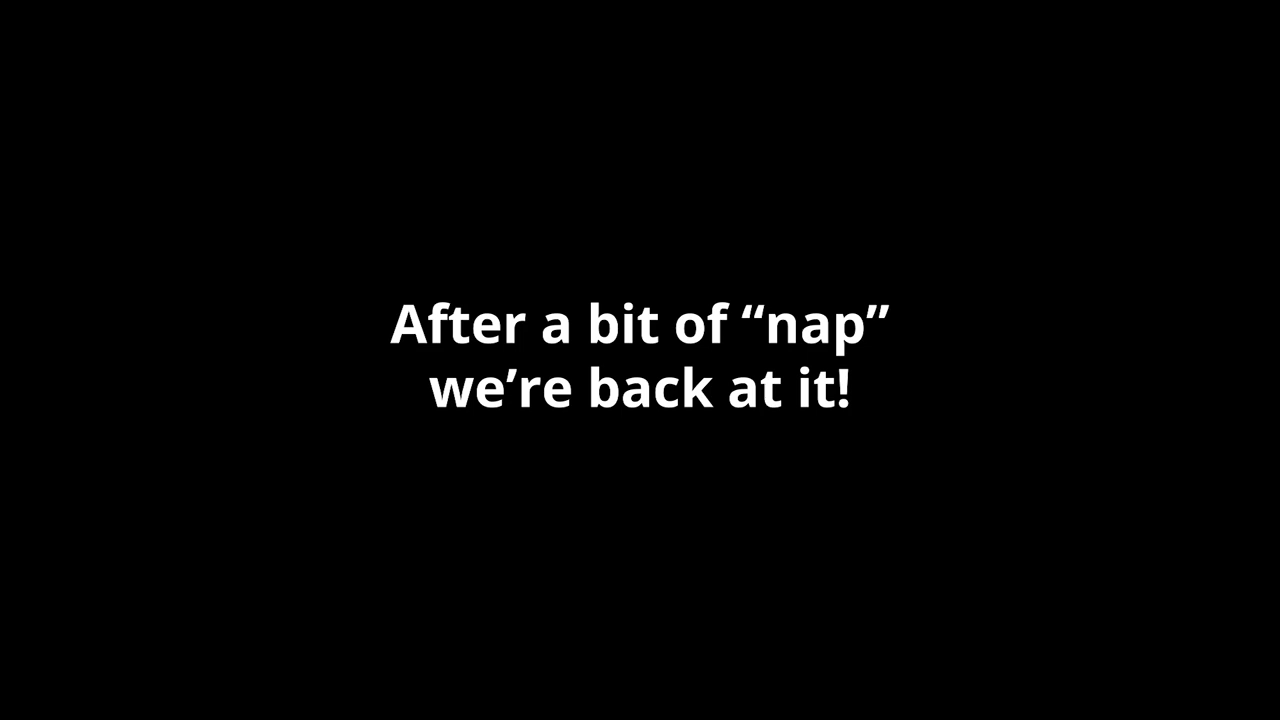 After a bit of “nap”
we’re back at it!